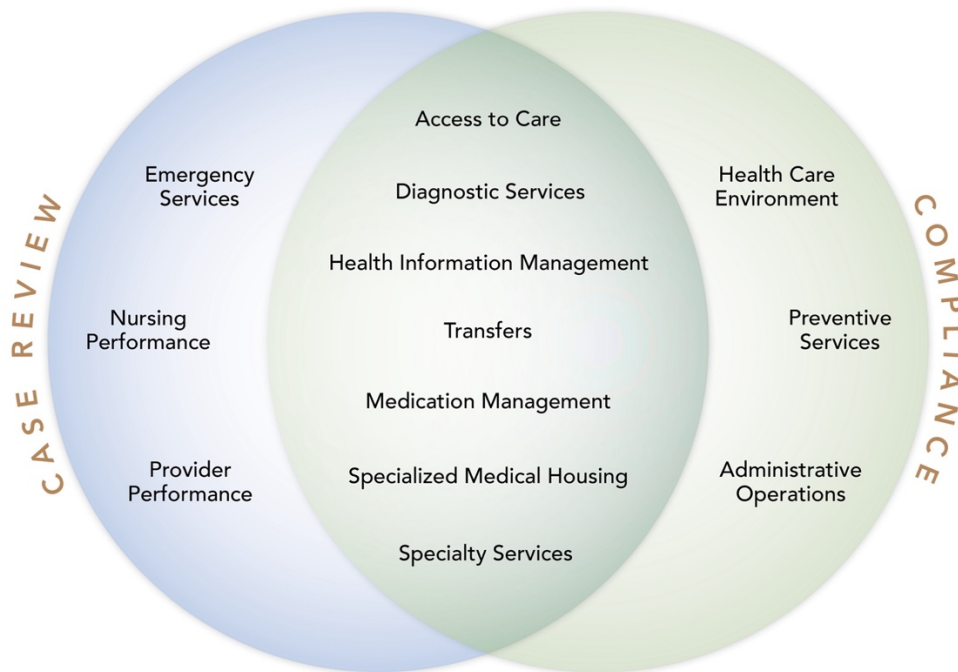 CASE REVIEW
Emergency
Services
Nursing
Performance
Provider
Performance
Access to Care
Diagnostic Services
Health Information Management
Transfers
Medication Management
Specialized Medical Housing
Specialty Services
Health Care
Environment
Preventive
Services
Administrative
Operations
COMPLIANCE